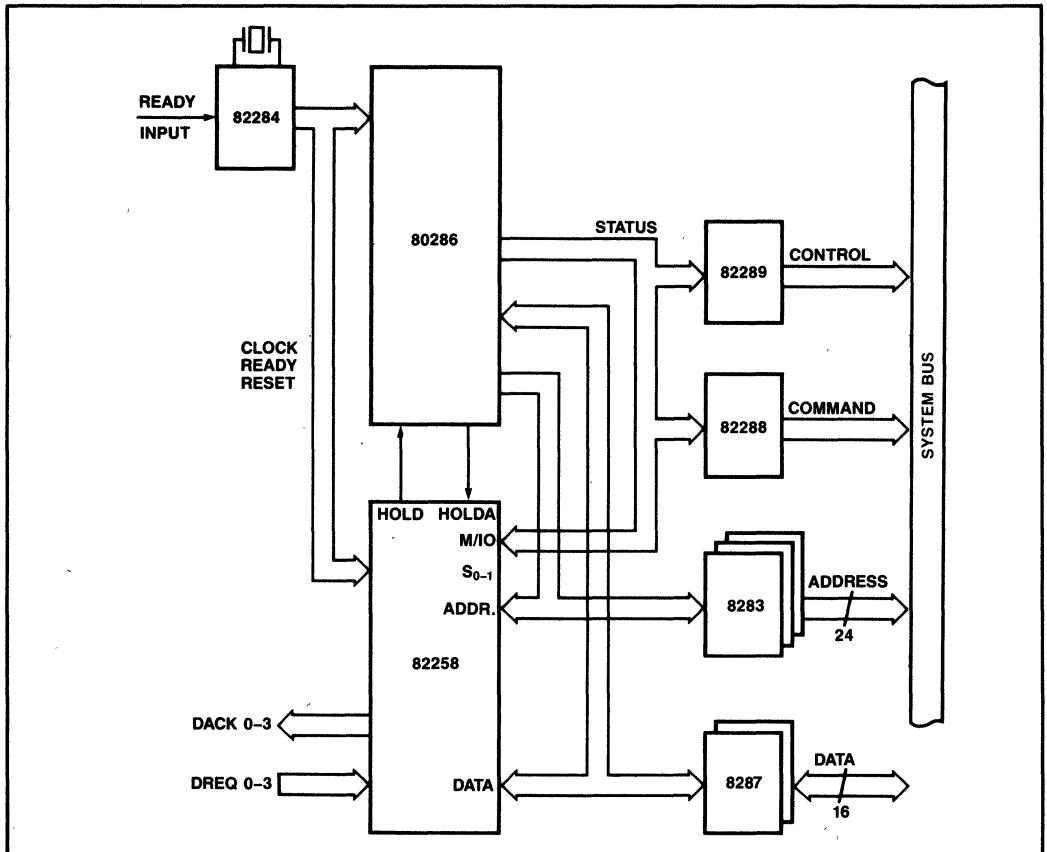 READY
INPUT
82284
80286
STATUS
82289
CONTROL
CLOCK
READY
RESET
82288
COMMAND
SYSTEM BUS
HOLD HOLDA
M/IO
S0–1
ADDR.
82258
8283
ADDRESS
24
DACK 0–3
DREQ 0–3
DATA
8287
DATA
16